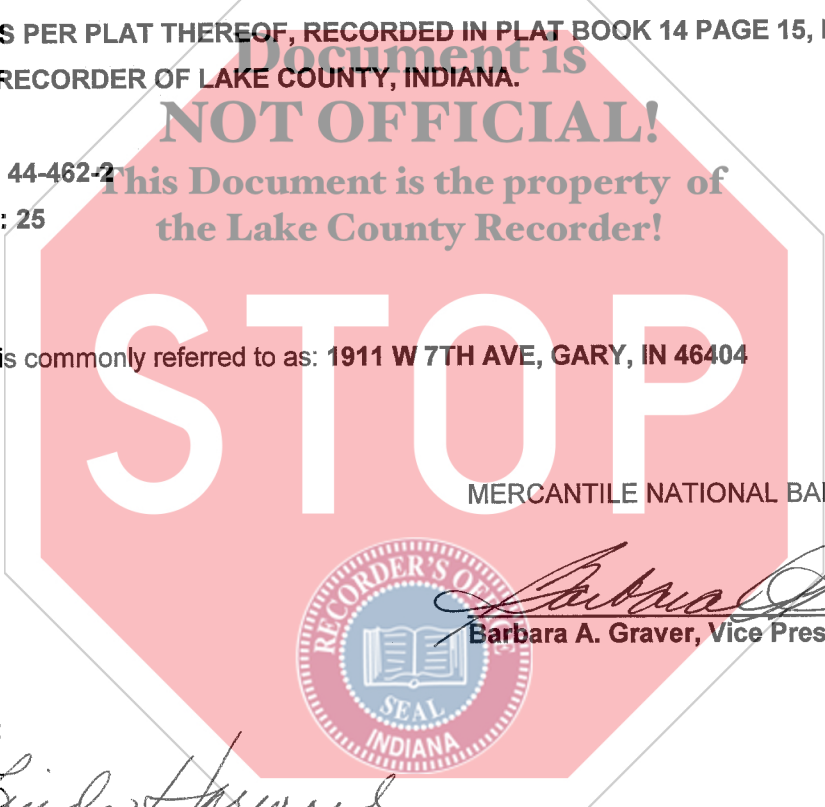 S PER PLAT THEREOF, RECORDED IN PLAT BOOK 14 PAGE 15,
Document is
RECORDER OF LAKE COUNTY, INDIANA.
NOT OFFICIAL!
44-462-2
This Document is the property of
: 25
the Lake County Recorder!
STOP
is commonly referred to as: 1911 W 7TH AVE, GARY, IN 46404
MERCANTILE NATIONAL BA
Barbara
Barbara A. Graver, Vice Pres
RECORDER'S OFFICE
SEAL
INDIANA
Linda